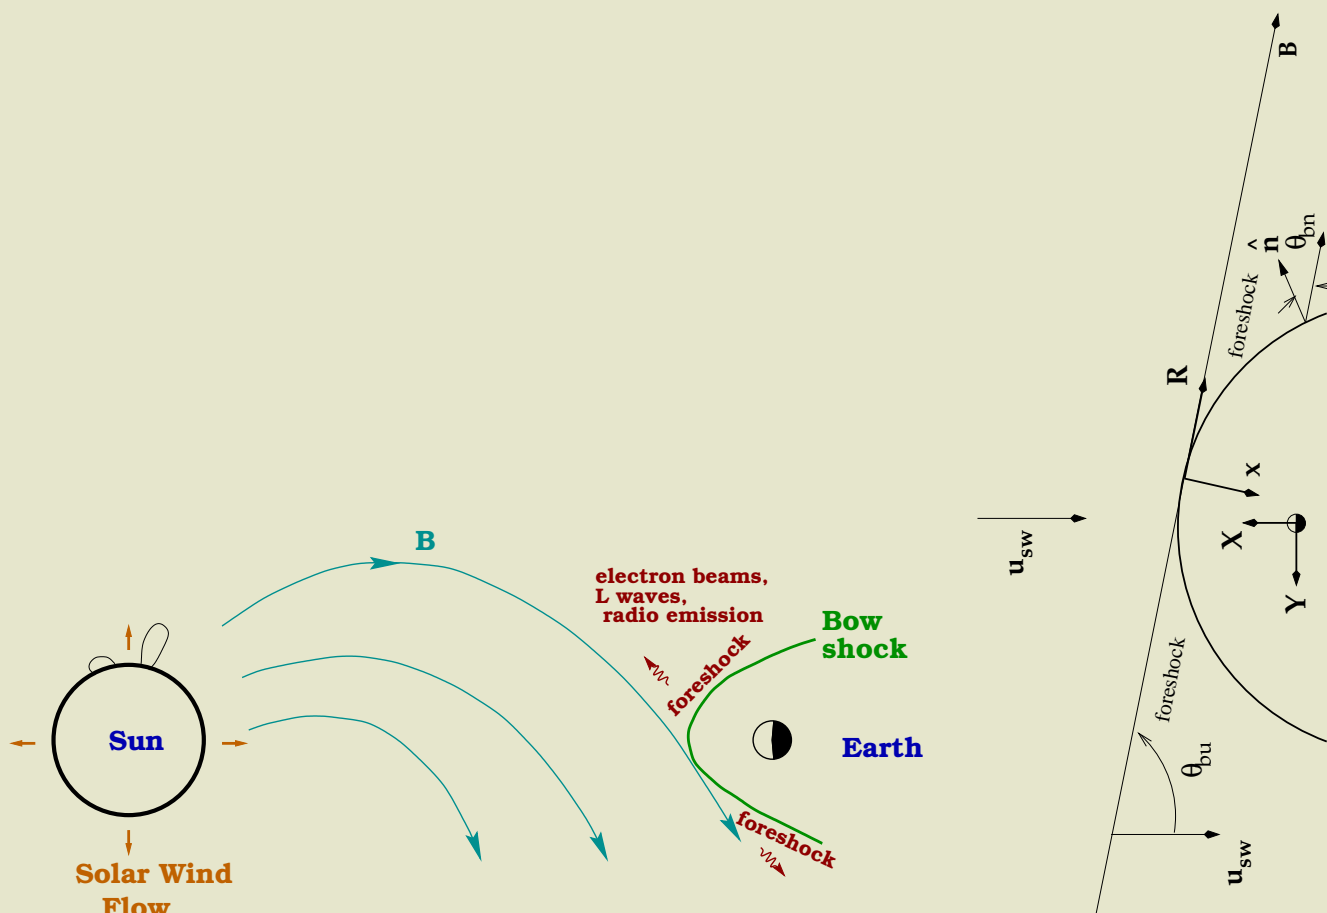 B
electron beams,
L waves,
radio emission
foreshock
Bow
shock
Sun
Earth
foreshock
Solar Wind
Flow
B
n̂
θbn
foreshock
R
x
usw
X
Y
foreshock
θbu
usw